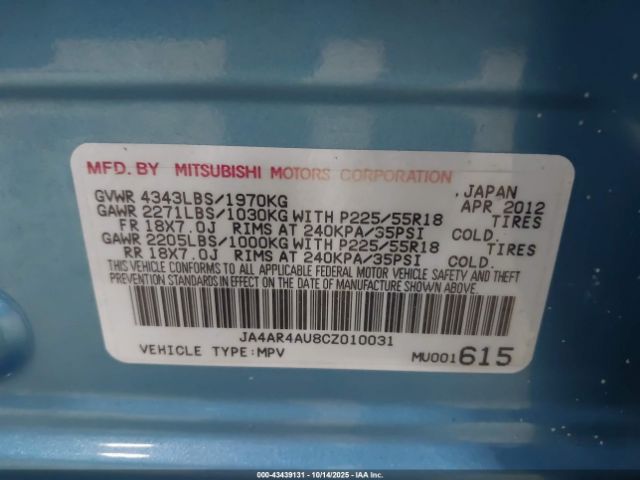 MFD. BY MITSUBISHI MOTORS CORPORATION
, JAPAN
GVWR 4343LBS/1970KG . APR 2012
GAWR 2271LBS/1030KG WITH P225/55R18 TIRES
FR 18X7.0J RIMS AT 240KPA/35PSI COLD.
GAWR 2205LBS/1000KG WITH P225/55R18 TIRES
RR 18X7.0J RIMS AT 240KPA/35PSI COLD.
THIS VEHICLE CONFORMS TO ALL APPLICABLE FEDERAL MOTOR VEHICLE SAFETY AND THEFT
PREVENTION STANDARDS IN EFFECT ON THE DATE OF MANUFACTURE SHOWN ABOVE.
JA4AR4AU8CZ010031
VEHICLE TYPE:MPV MU001615
000-43439131 - 10/14/2025 - IAA Inc.